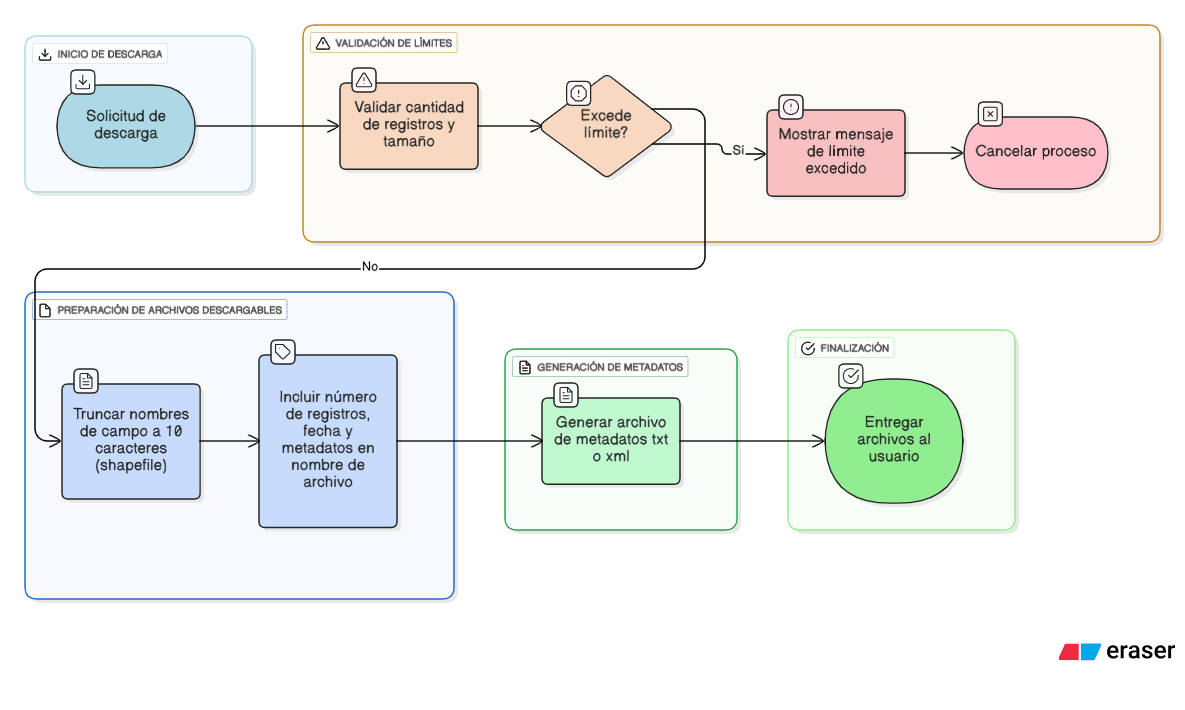 INICIO DE DESCARGA
Solicitud de
descarga
VALIDACIÓN DE LÍMITES
Validar cantidad
de registros y
tamaño
Excede
límite?
Sí
Mostrar mensaje
de límite
excedido
Cancelar proceso
No
PREPARACIÓN DE ARCHIVOS DESCARGABLES
Truncar nombres
de campo a 10
caracteres
(shapefile)
Incluir número
de registros,
fecha y
metadatos en
nombre de
archivo
GENERACIÓN DE METADATOS
Generar archivo
de metadatos txt
o xml
FINALIZACIÓN
Entregar
archivos al
usuario
eraser